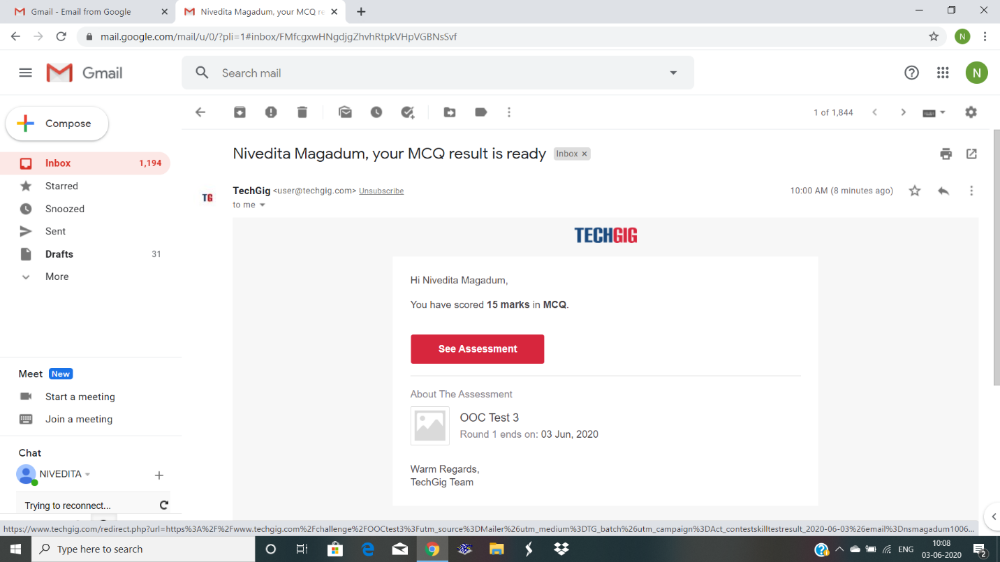 Gmail - Email from Google
Nivedita Magadum, your MCQ re
mail.google.com/mail/u/0/?pli=1#inbox/FMfcgxwHNgdjgZhvhRtpkVHpVGBNsSvf
N
Gmail
Search mail
N
Compose
1 of 1,844
Inbox 1,194
Starred
Snoozed
Sent
Drafts 31
More
Nivedita Magadum, your MCQ result is ready Inbox ×
TG
TechGig <user@techgig.com> Unsubscribe
10:00 AM (8 minutes ago)
to me
TECHGIG
Hi Nivedita Magadum,
You have scored 15 marks in MCQ.
See Assessment
About The Assessment
OOC Test 3
Round 1 ends on: 03 Jun, 2020
Warm Regards,
TechGig Team
Meet New
Start a meeting
Join a meeting
Chat
NIVEDITA
Trying to reconnect...
https://www.techgig.com/redirect.php?url=https%3A%2F%2Fwww.techgig.com%2Fchallenge%2FOOCtest3%3Futm_source%3DMailer%26utm_medium%3DTG_batch%26utm_campaign%3DAct_contestskilltestresult_2020-06-03%26email%3Dnsmagadum1006...
Type here to search
ENG
10:08
03-06-2020
2